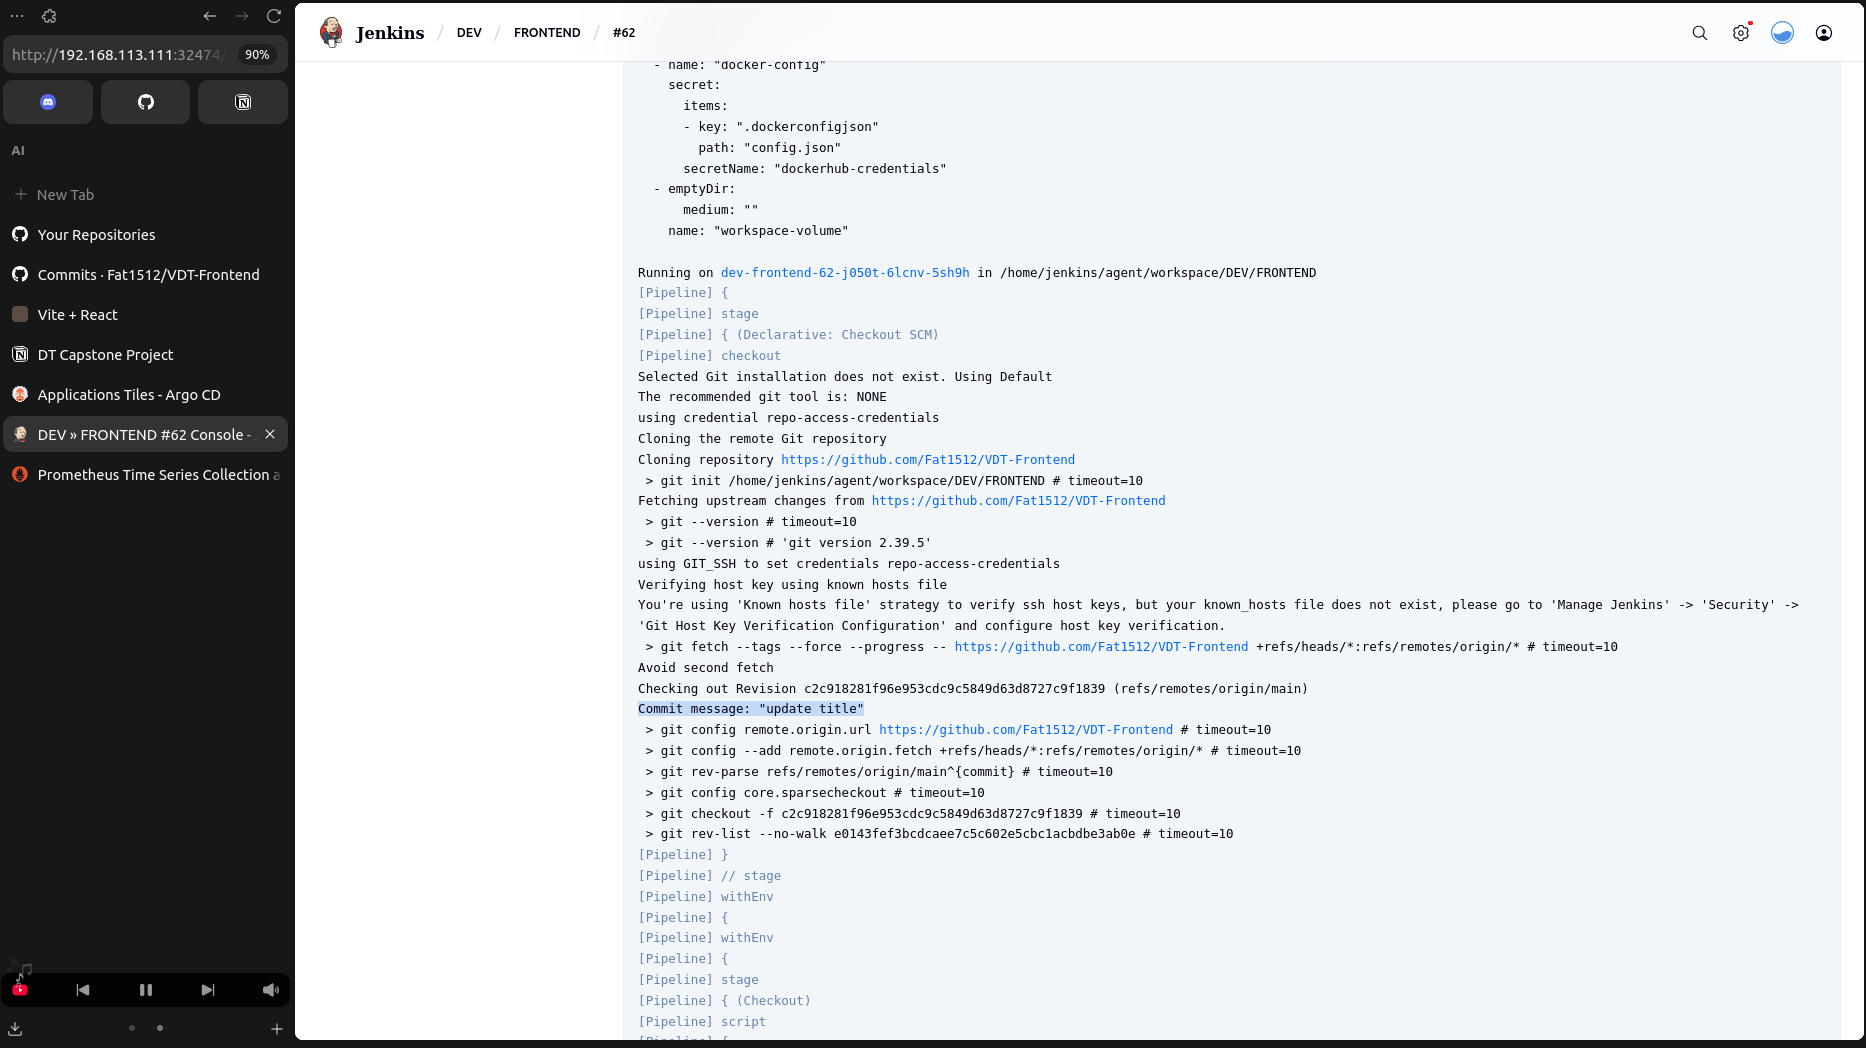 http://192.168.113.111:32474/
90%
AI
New Tab
Your Repositories
Commits · Fat1512/VDT-Frontend
Vite + React
DT Capstone Project
Applications Tiles - Argo CD
DEV » FRONTEND #62 Console -
Prometheus Time Series Collection a
Jenkins / DEV / FRONTEND / #62
- name: "docker-config"
secret:
items:
- key: ".dockerconfigjson"
path: "config.json"
secretName: "dockerhub-credentials"
- emptyDir:
medium: ""
name: "workspace-volume"
Running on dev-frontend-62-j050t-6lcnv-5sh9h in /home/jenkins/agent/workspace/DEV/FRONTEND
[Pipeline] {
[Pipeline] stage
[Pipeline] { (Declarative: Checkout SCM)
[Pipeline] checkout
Selected Git installation does not exist. Using Default
The recommended git tool is: NONE
using credential repo-access-credentials
Cloning the remote Git repository
Cloning repository https://github.com/Fat1512/VDT-Frontend
> git init /home/jenkins/agent/workspace/DEV/FRONTEND # timeout=10
Fetching upstream changes from https://github.com/Fat1512/VDT-Frontend
> git --version # timeout=10
> git --version # 'git version 2.39.5'
using GIT_SSH to set credentials repo-access-credentials
Verifying host key using known hosts file
You're using 'Known hosts file' strategy to verify ssh host keys, but your known_hosts file does not exist, please go to 'Manage Jenkins' -> 'Security' ->
'Git Host Key Verification Configuration' and configure host key verification.
> git fetch --tags --force --progress -- https://github.com/Fat1512/VDT-Frontend +refs/heads/*:refs/remotes/origin/* # timeout=10
Avoid second fetch
Checking out Revision c2c918281f96e953cdc9c5849d63d8727c9f1839 (refs/remotes/origin/main)
Commit message: "update title"
> git config remote.origin.url https://github.com/Fat1512/VDT-Frontend # timeout=10
> git config --add remote.origin.fetch +refs/heads/*:refs/remotes/origin/* # timeout=10
> git rev-parse refs/remotes/origin/main^{commit} # timeout=10
> git config core.sparsecheckout # timeout=10
> git checkout -f c2c918281f96e953cdc9c5849d63d8727c9f1839 # timeout=10
> git rev-list --no-walk e0143fef3bcdcaee7c5c602e5cbc1acbdbe3ab0e # timeout=10
[Pipeline] }
[Pipeline] // stage
[Pipeline] withEnv
[Pipeline] {
[Pipeline] withEnv
[Pipeline] {
[Pipeline] stage
[Pipeline] { (Checkout)
[Pipeline] script